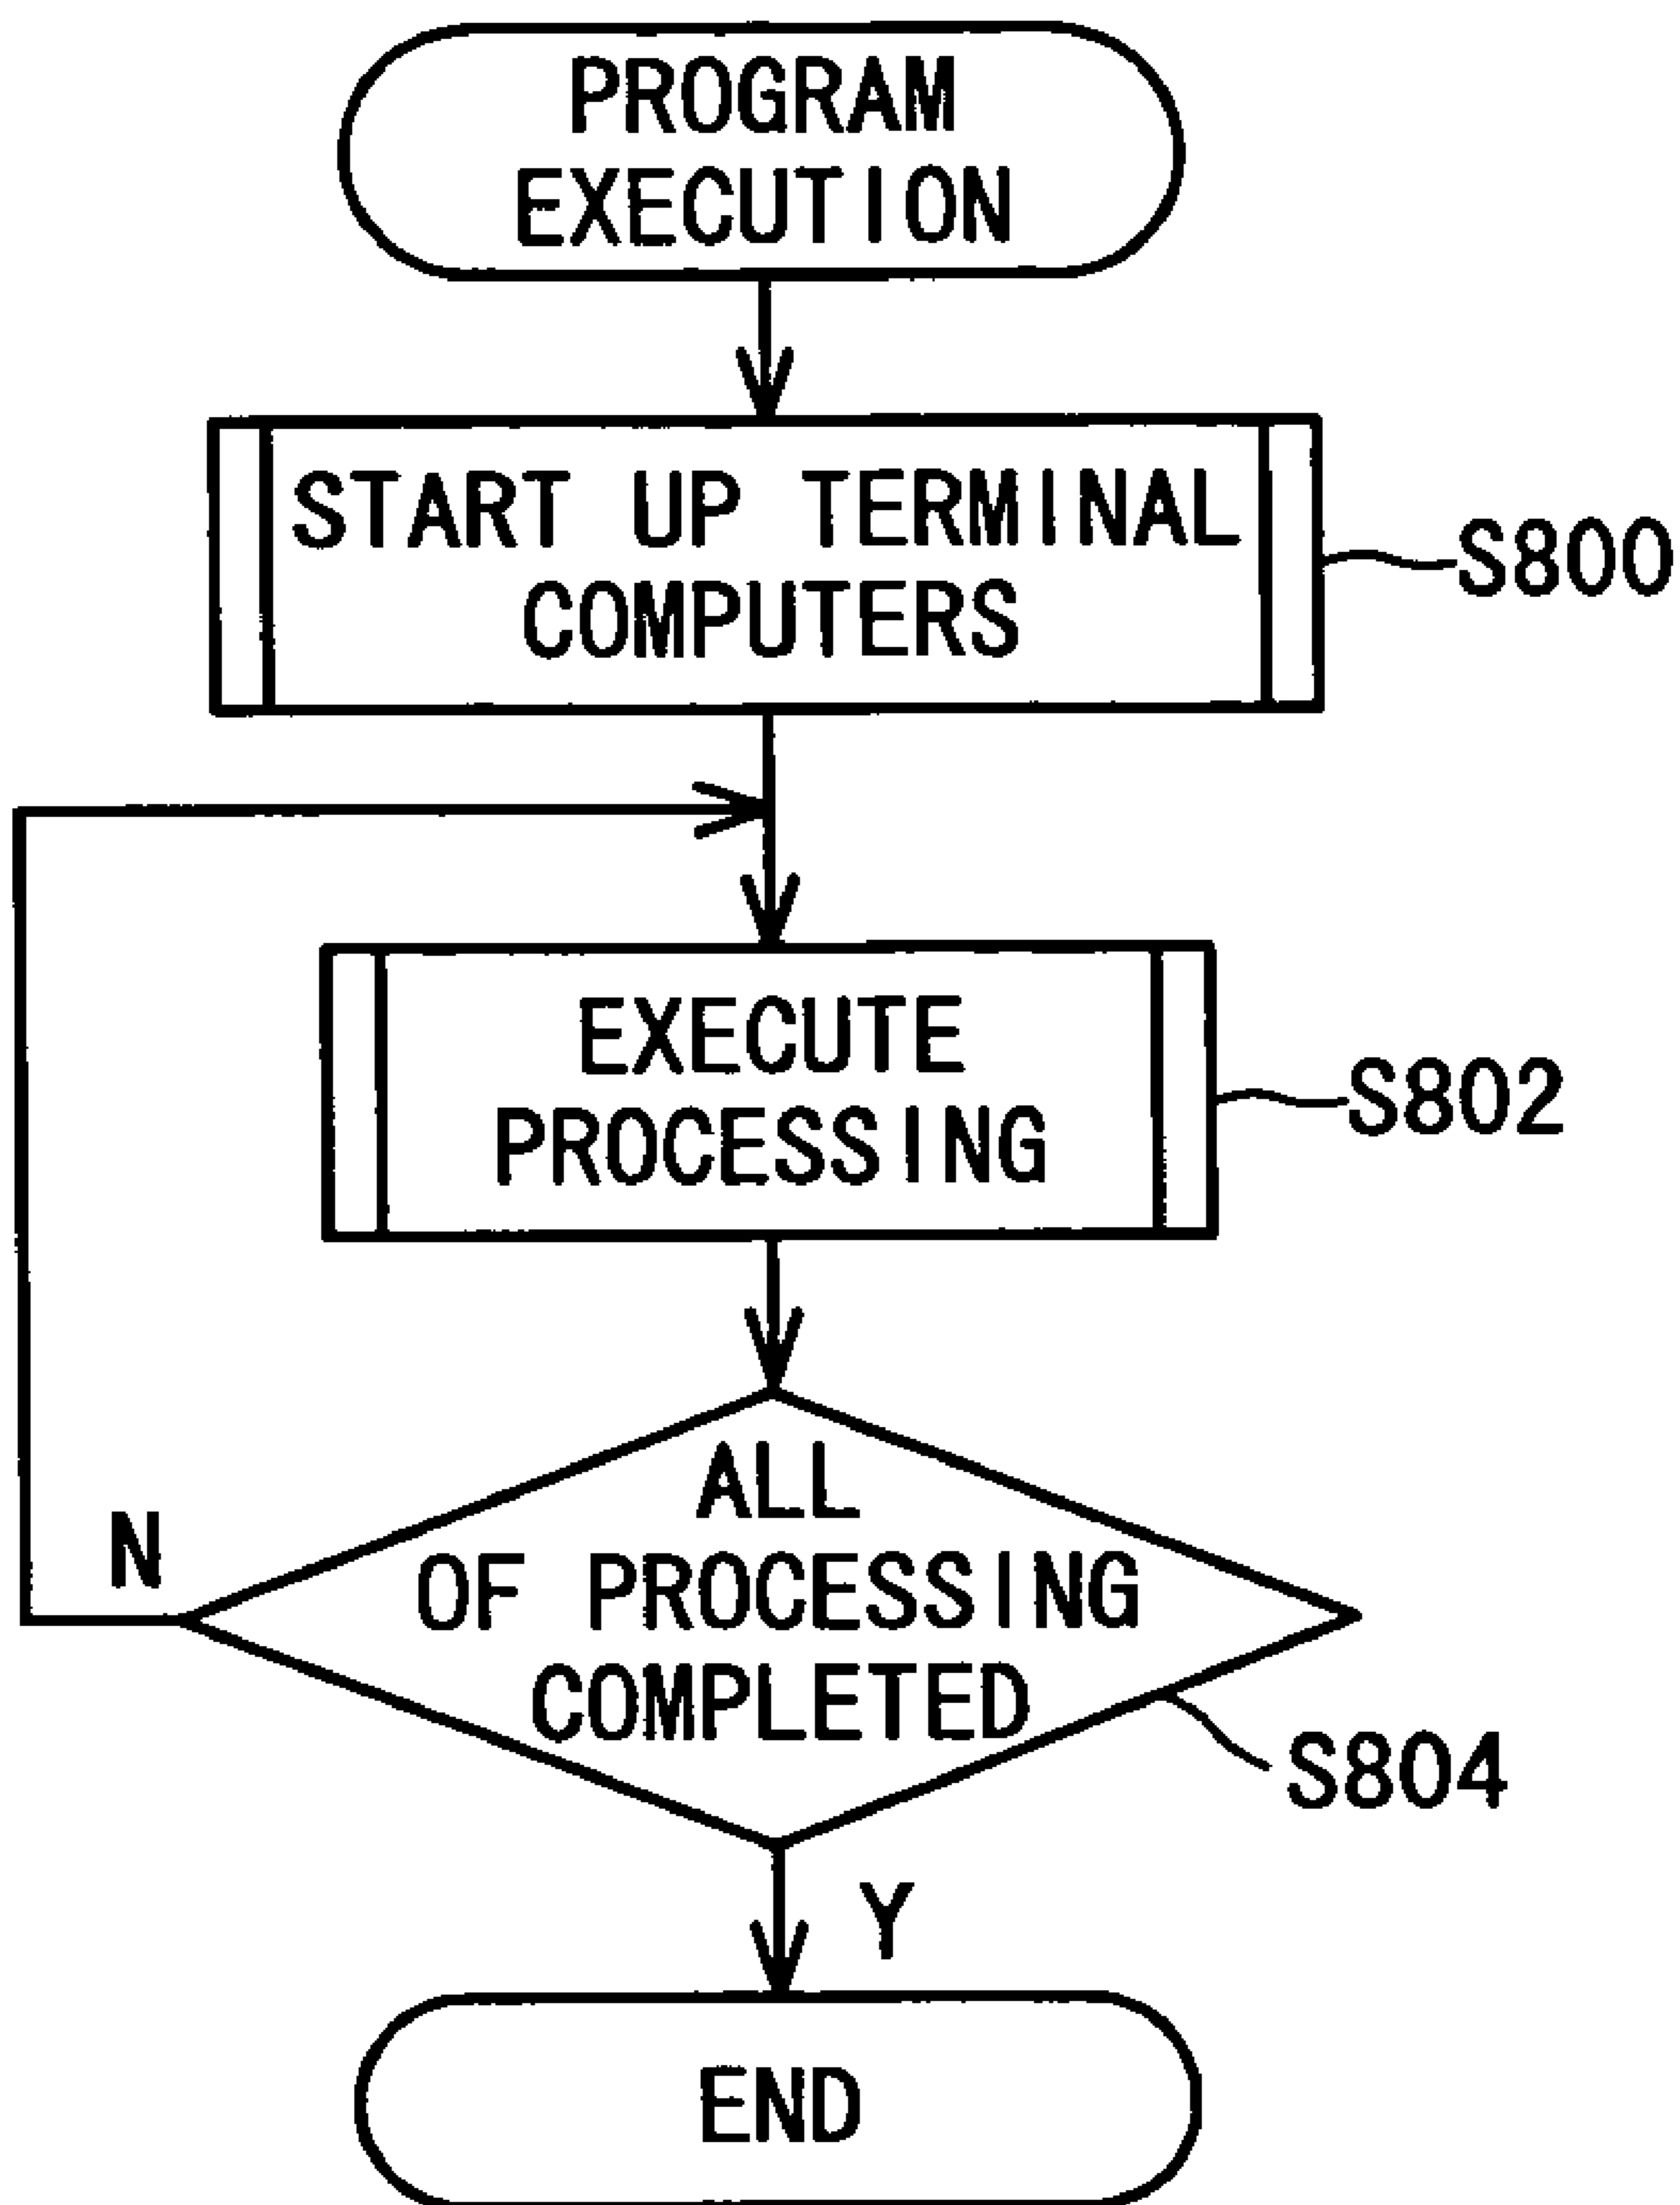 PROGRAM
EXECUTION
START UP TERMINAL
COMPUTERS
S800
EXECUTE
PROCESSING
S802
ALL
OF PROCESSING
COMPLETED
N
S804
Y
END